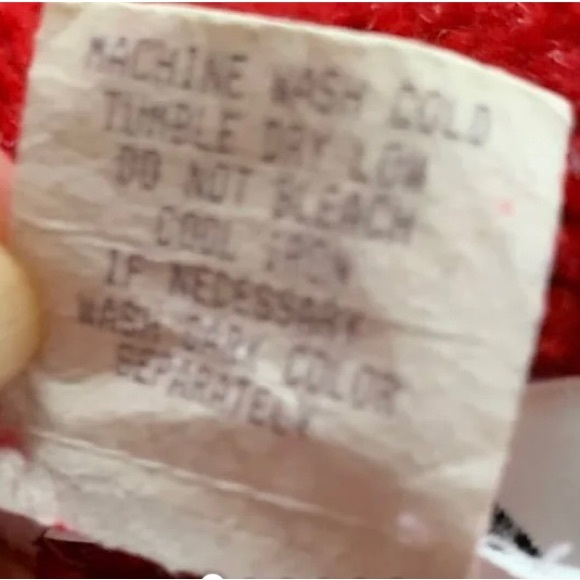 MACHINE WASH COLD
TUMBLE DRY LOW
DO NOT BLEACH
COOL IRON
IF NECESSARY
WASH DARK COLOR
SEPARATELY